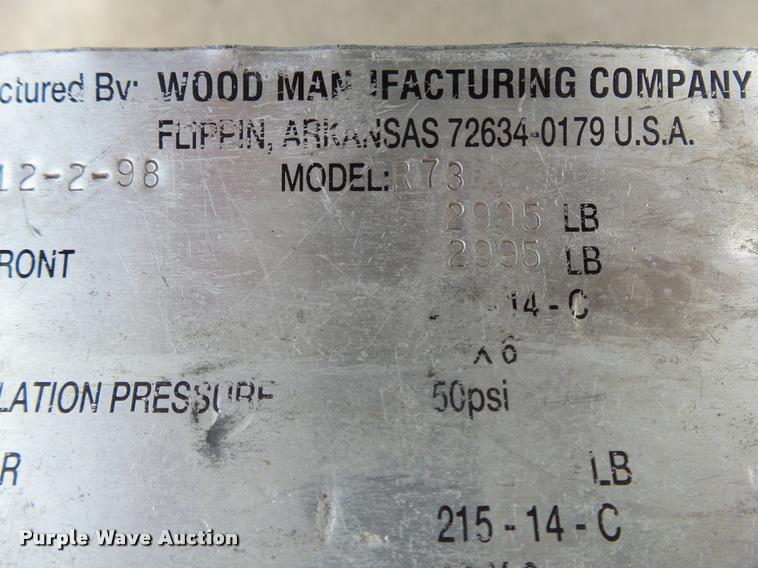 ctured By: WOOD MAN IFACTURING COMPANY
FLIPPIN, ARKANSAS 72634-0179 U.S.A.
12-2-98 MODEL: R73
2995 LB
RONT 2995 LB
14 - C
X 6
LATION PRESSURE 50psi
R LB
215 - 14 - C
Purple Wave Auction